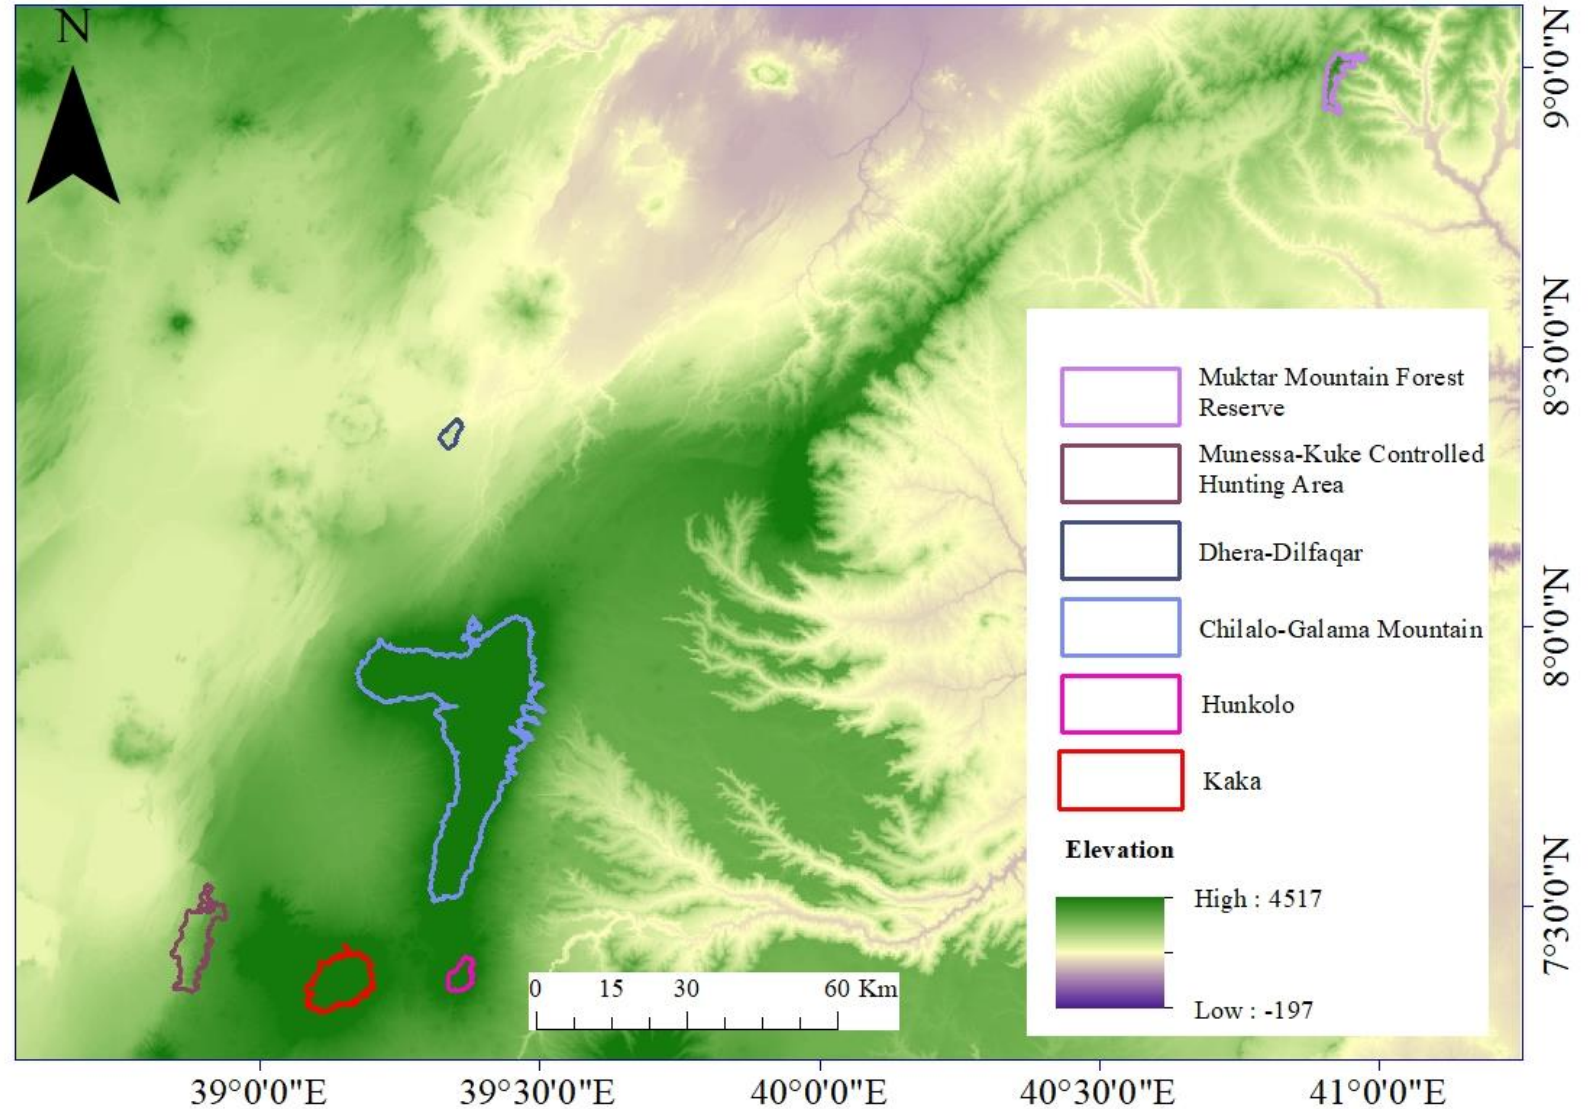 N
9°0'0"N
8°30'0"N
8°0'0"N
7°30'0"N
Muktar Mountain Forest
Reserve
Munessa-Kuke Controlled
Hunting Area
Dhera-Dilfaqar
Chilalo-Galama Mountain
Hunkolo
Kaka
Elevation
High : 4517
Low : -197
0 15 30 60 Km
39°0'0"E 39°30'0"E 40°0'0"E 40°30'0"E 41°0'0"E